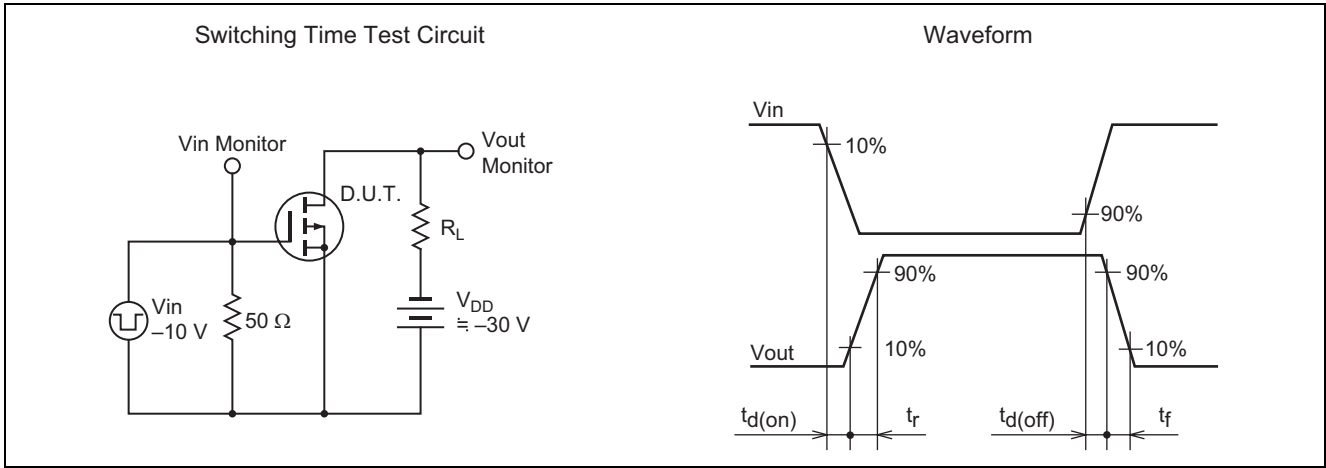 Switching Time Test Circuit
Vin Monitor
Vout
Monitor
D.U.T.
RL
Vin
–10 V
50 Ω
VDD
≒ –30 V
Waveform
Vin
10%
90%
90%
90%
Vout
10%
10%
td(on)
tr
td(off)
tf